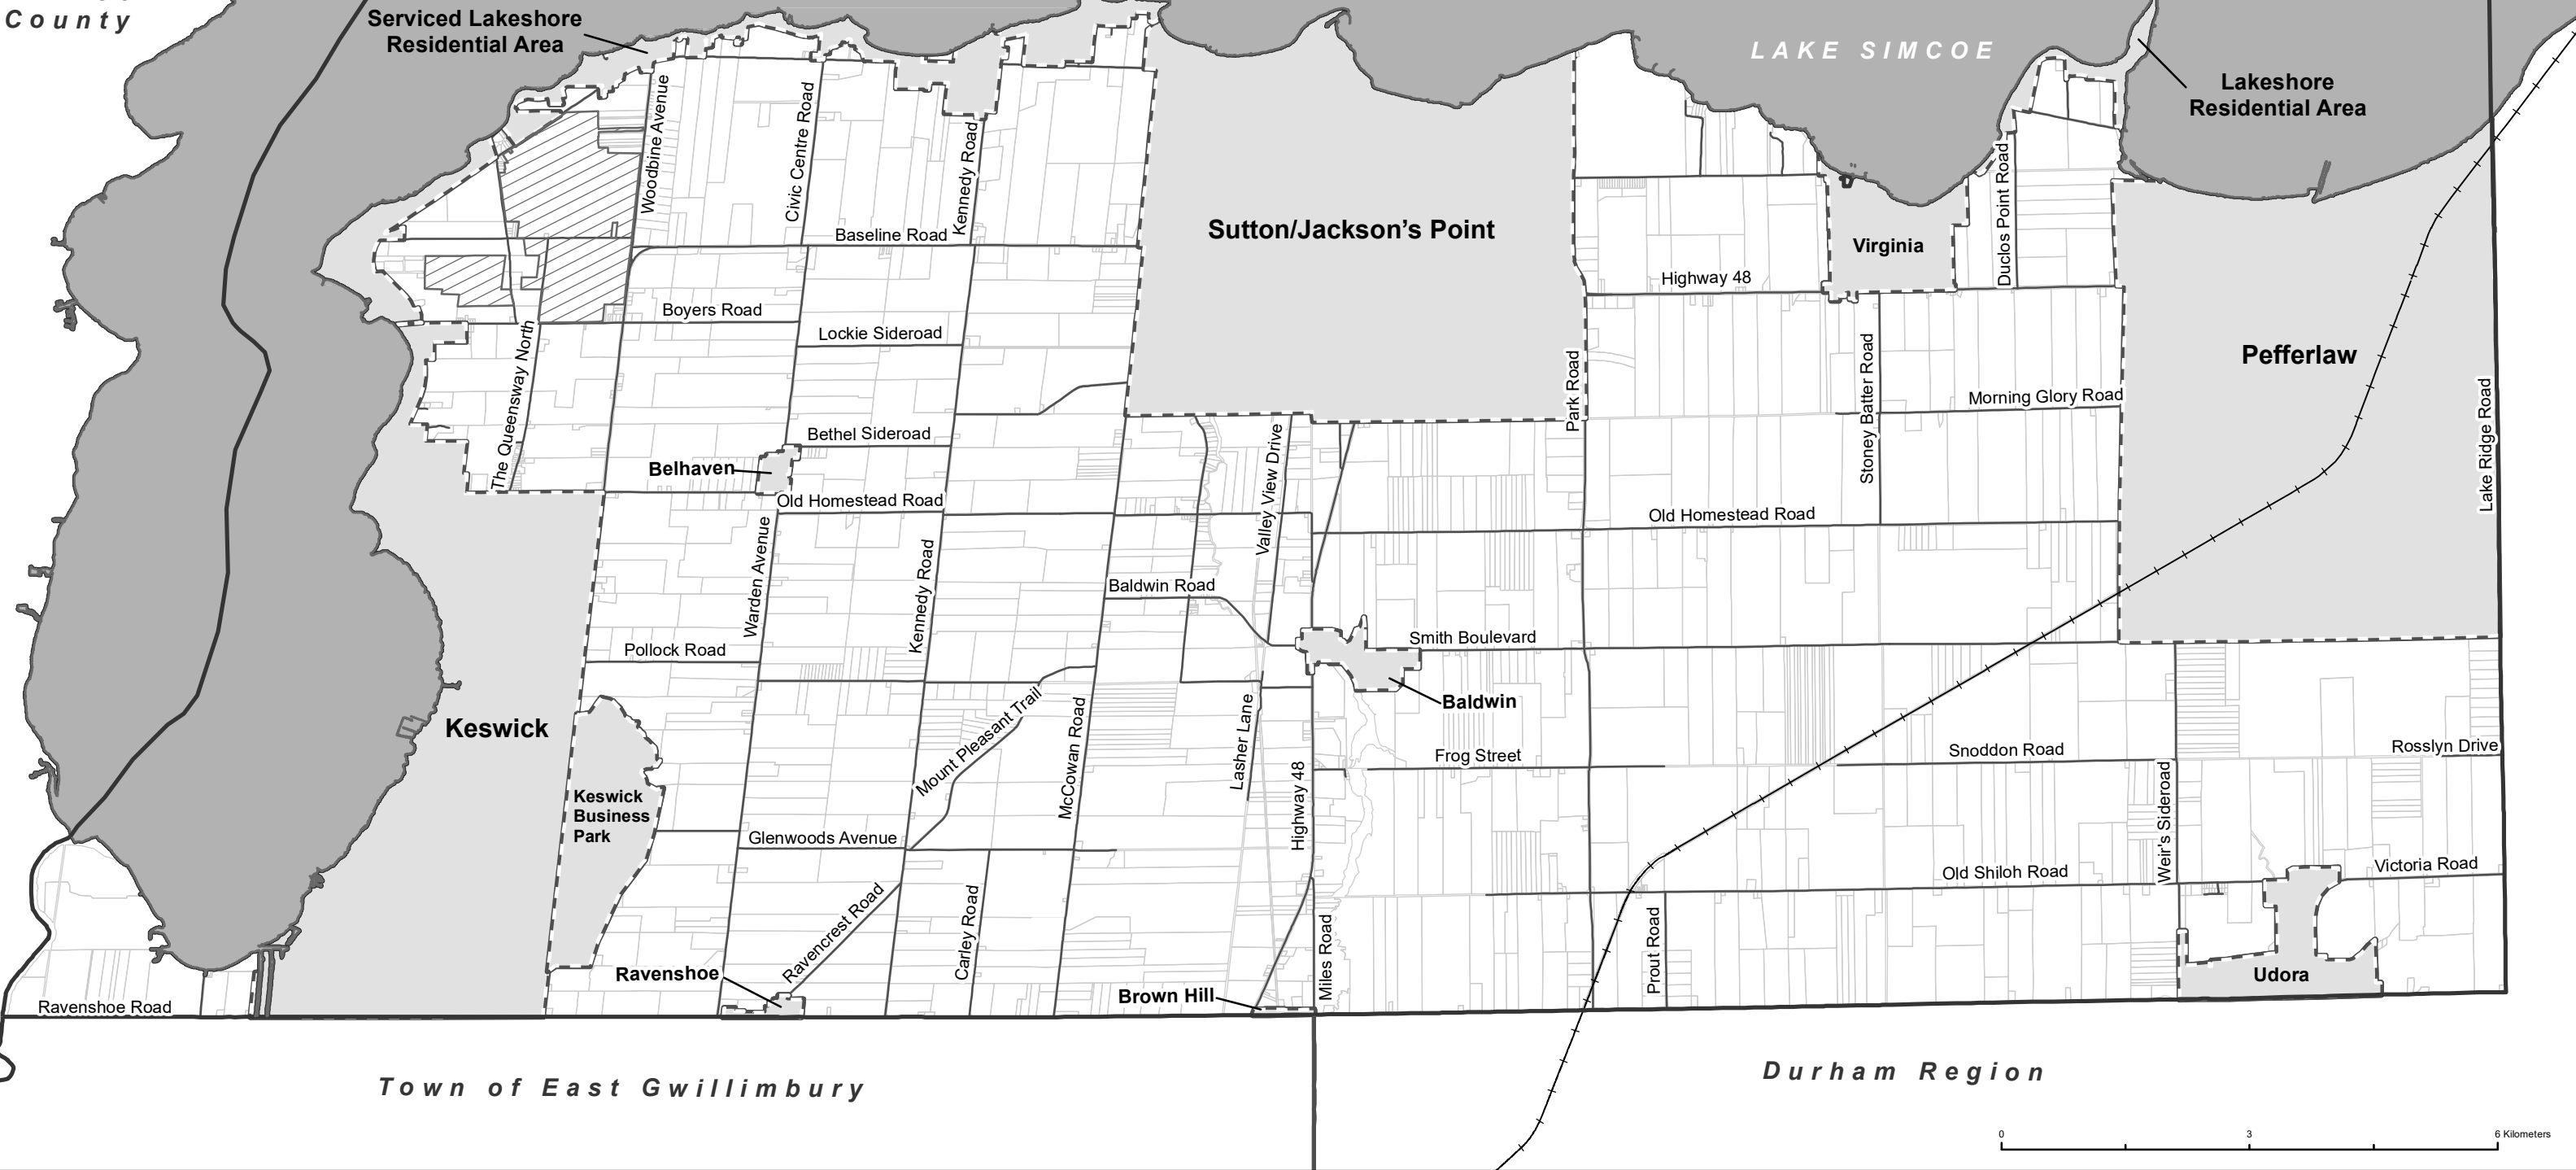 County
Serviced Lakeshore
Residential Area
LAKE SIMCOE
Lakeshore
Residential Area
Woodbine Avenue
Civic Centre Road
Kennedy Road
Baseline Road
Sutton/Jackson's Point
Virginia
Duclos Point Road
Highway 48
Boyers Road
Lockie Sideroad
The Queensway North
Park Road
Stoney Batter Road
Pefferlaw
Morning Glory Road
Lake Ridge Road
Bethel Sideroad
Belhaven
Old Homestead Road
Valley View Drive
Old Homestead Road
Warden Avenue
Kennedy Road
Baldwin Road
Smith Boulevard
Pollock Road
Baldwin
Keswick
Mount Pleasant Trail
McCowan Road
Lasher Lane
Highway 48
Frog Street
Snoddon Road
Rosslyn Drive
Keswick
Business
Park
Glenwoods Avenue
Weir's Sideroad
Old Shiloh Road
Victoria Road
Ravencrest Road
Carley Road
Miles Road
Prout Road
Ravenshoe
Brown Hill
Udora
Ravenshoe Road
Town of East Gwillimbury
Durham Region
0 3 6 Kilometers